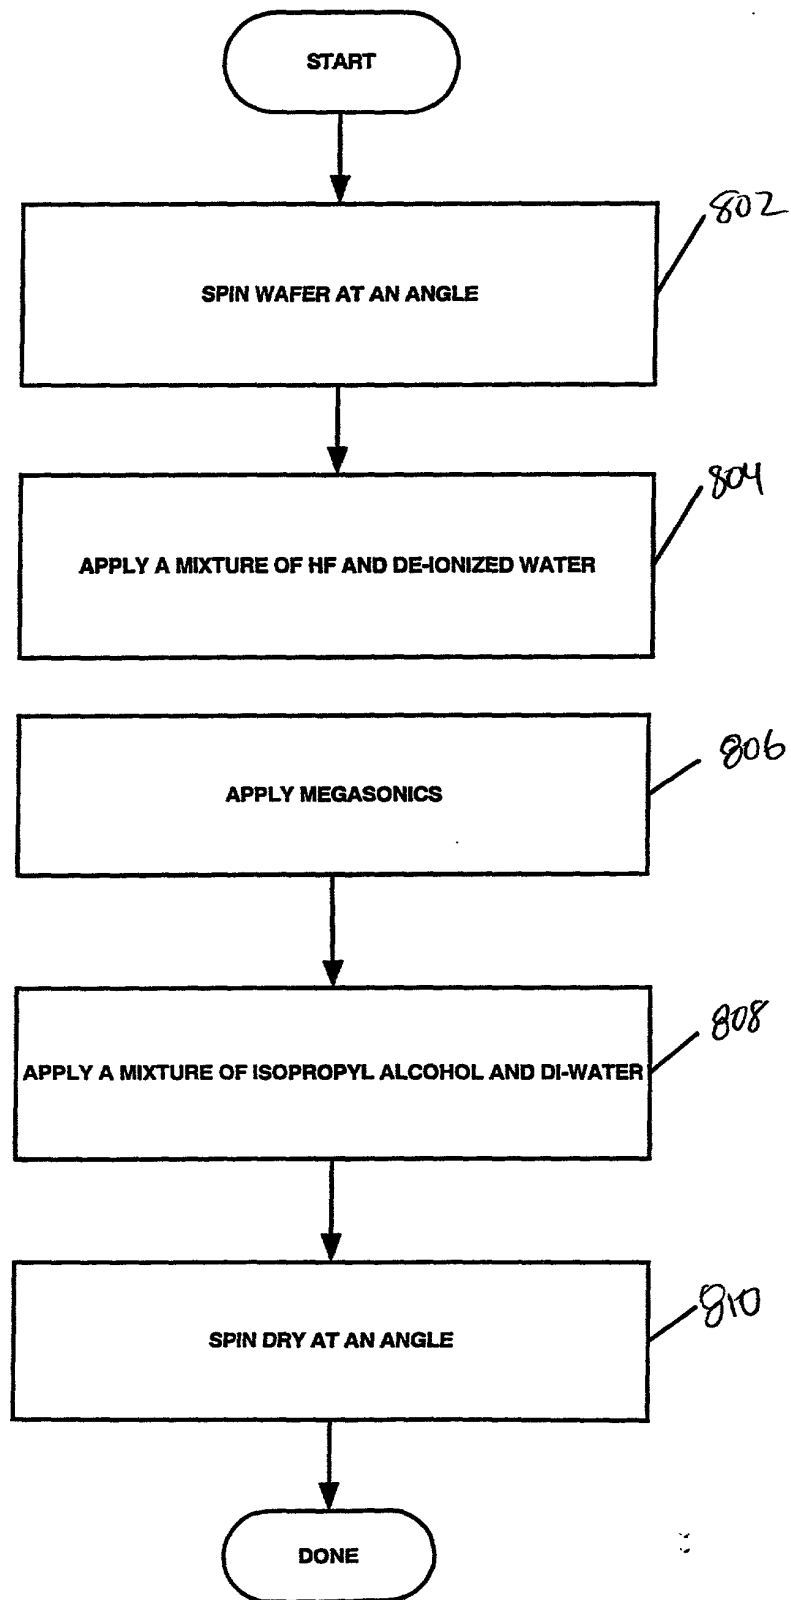 START
802
SPIN WAFER AT AN ANGLE
804
APPLY A MIXTURE OF HF AND DE-IONIZED WATER
806
APPLY MEGASONICS
808
APPLY A MIXTURE OF ISOPROPYL ALCOHOL AND DI-WATER
810
SPIN DRY AT AN ANGLE
DONE